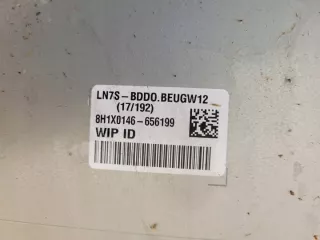 LN7S-BDDO.BEUGW12
(17/192)
8H1X0146-656199
WIP ID